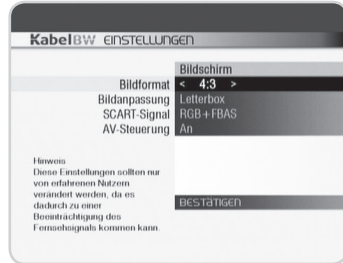 KabelBW EINSTELLUNGEN
Bildschirm
Bildformat < 4:3 >
Bildanpassung Letterbox
SCART-Signal RGB+FBAS
AV-Steuerung An
Hinweis
Diese Einstellungen sollten nur
von erfahrenen Nutzern
verändert werden, da es
dadurch zu einer
Beeinträchtigung des
Fernsehsignals kommen kann.
BESTÄTIGEN